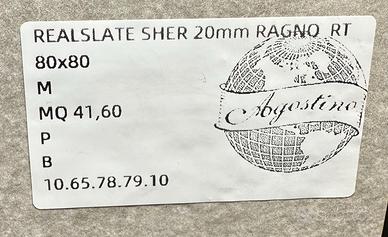 REALSLATE SHER 20mm RAGNO RT
80x80
M
MQ 41,60
P
B
10.65.78.79.10
Agostino